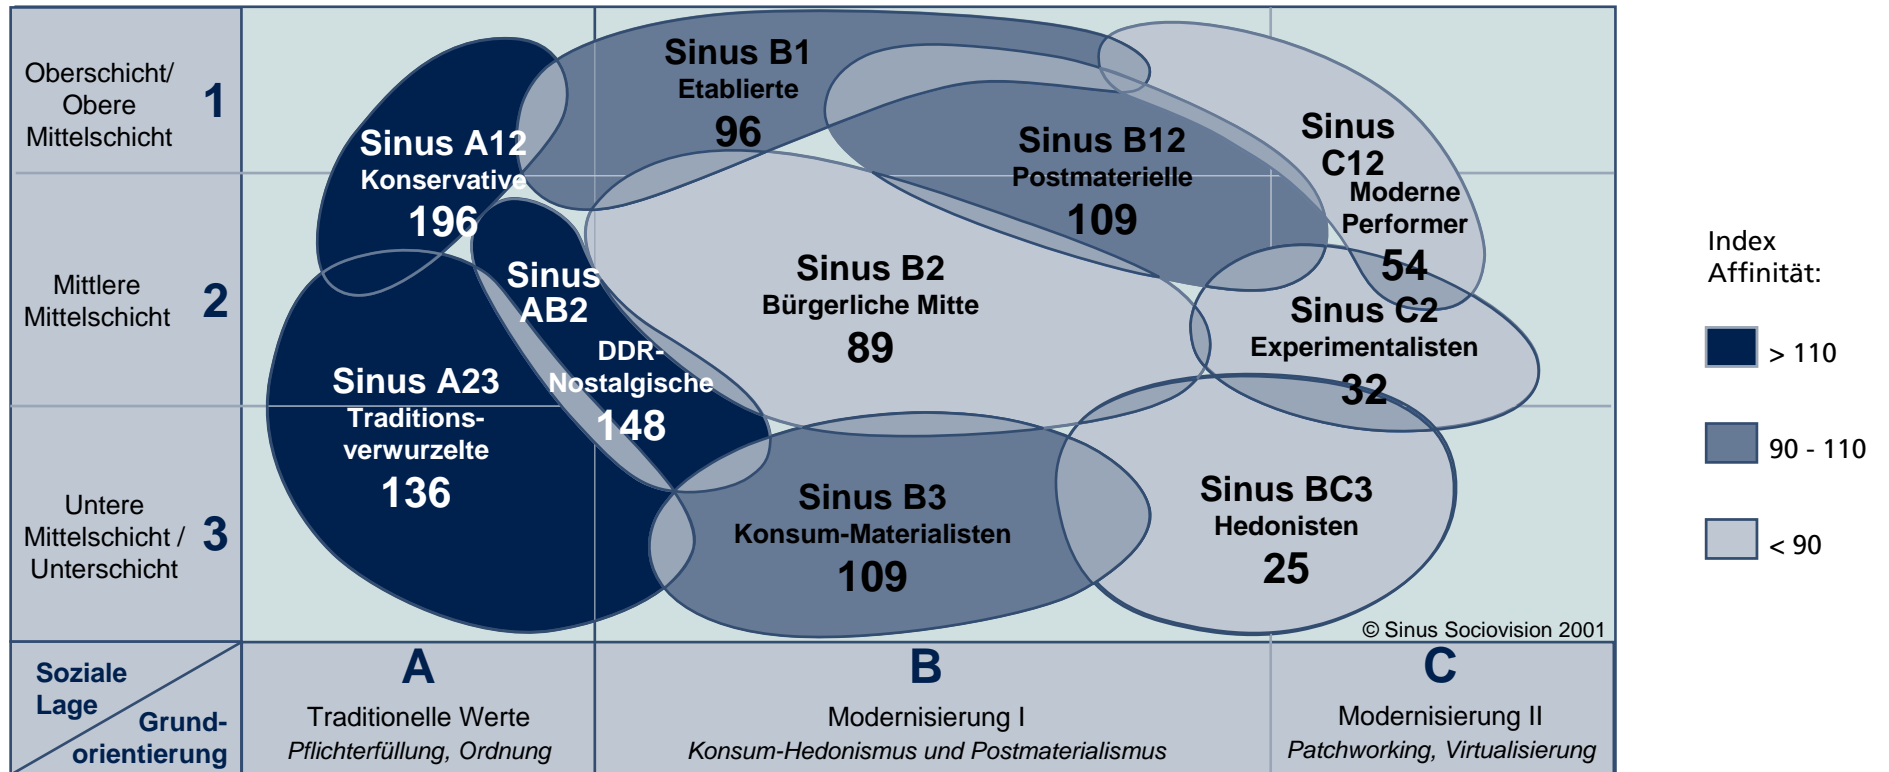 Oberschicht/
Obere
Mittelschicht
1
Mittlere
Mittelschicht
2
Untere
Mittelschicht /
Unterschicht
3
Sinus A12
Konservative
196
Sinus B1
Etablierte
96
Sinus B12
Postmaterielle
109
Sinus
C12
Moderne
Performer
54
Sinus
AB2
DDR-
Nostalgische
148
Sinus B2
Bürgerliche Mitte
89
Sinus C2
Experimentalisten
32
Sinus A23
Traditions-
verwurzelte
136
Sinus B3
Konsum-Materialisten
109
Sinus BC3
Hedonisten
25
© Sinus Sociovision 2001
Soziale
Lage
Grund-
orientierung
A
Traditionelle Werte
Pflichterfüllung, Ordnung
B
Modernisierung I
Konsum-Hedonismus und Postmaterialismus
C
Modernisierung II
Patchworking, Virtualisierung
Index
Affinität:
> 110
90 - 110
< 90